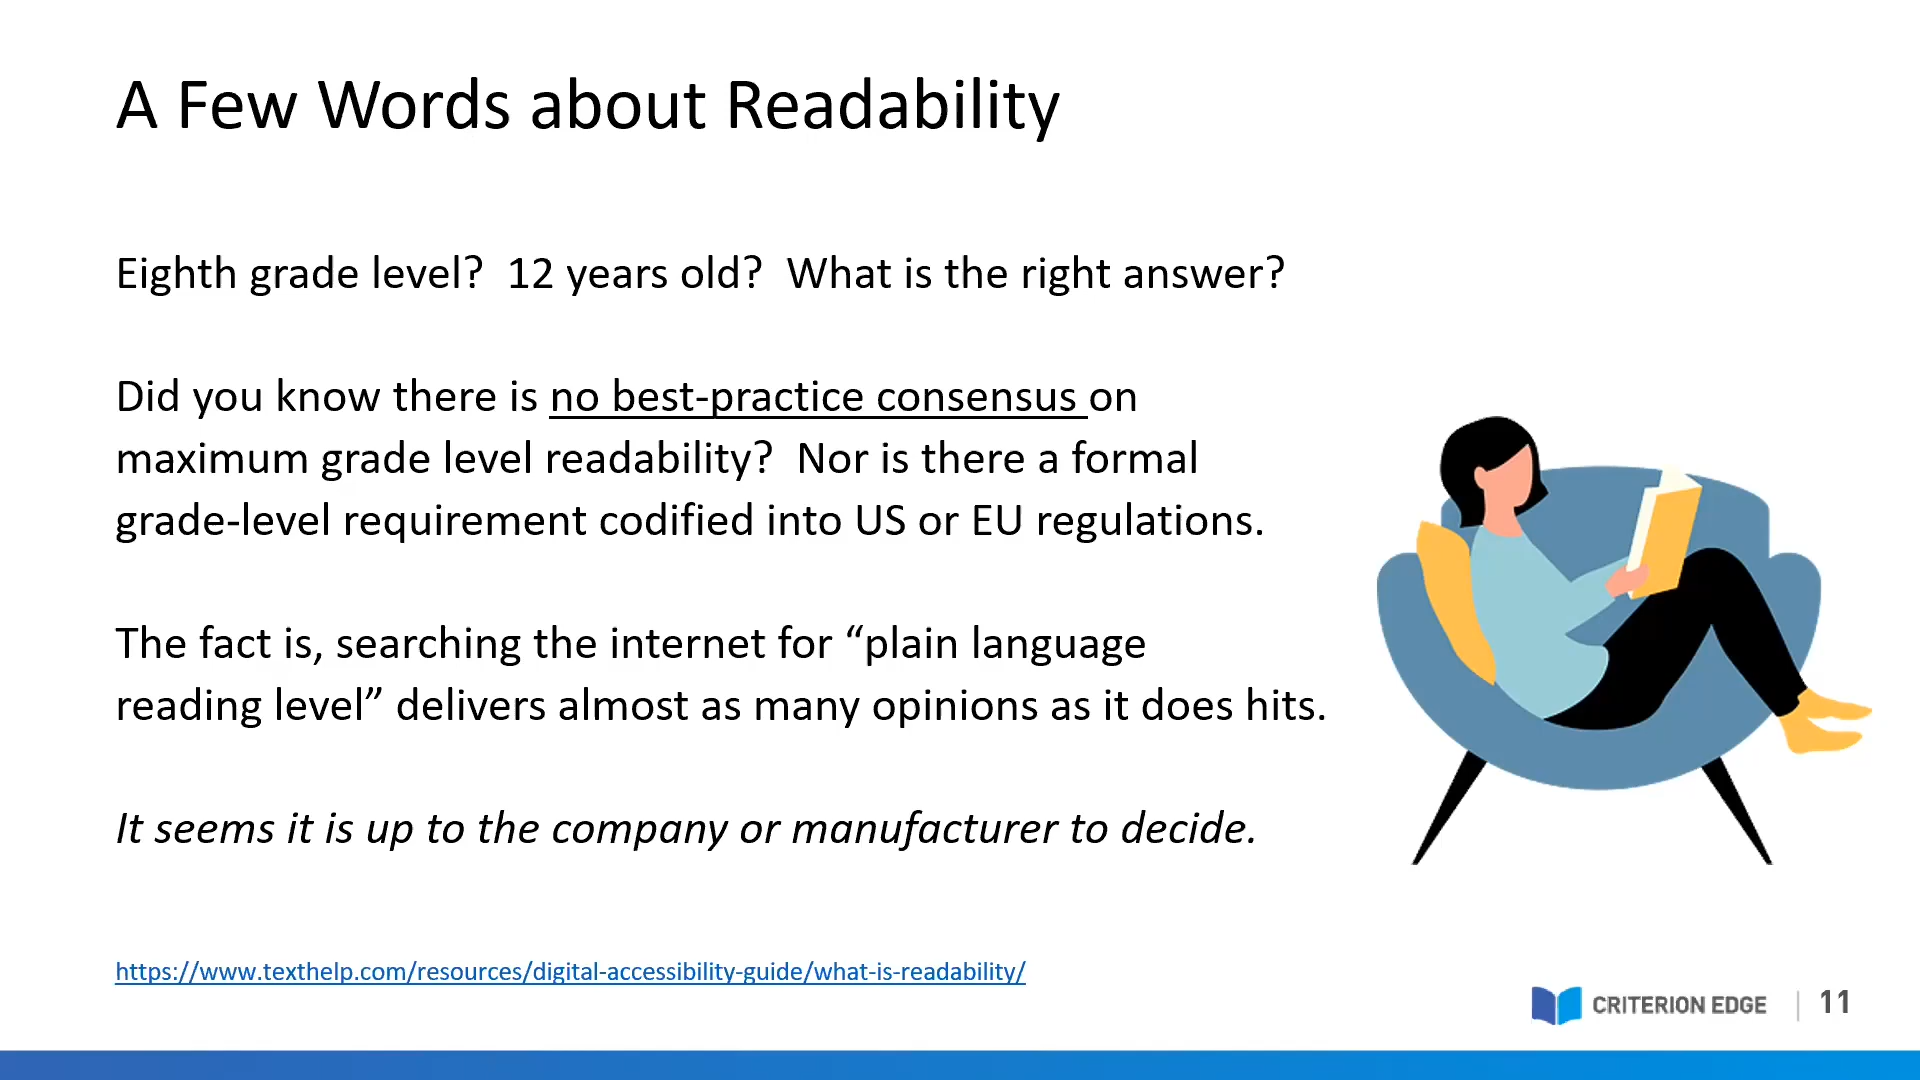 A Few Words about Readability
Eighth grade level?  12 years old?  What is the right answer?
Did you know there is no best-practice consensus on
maximum grade level readability?  Nor is there a formal
grade-level requirement codified into US or EU regulations.
The fact is, searching the internet for “plain language
reading level” delivers almost as many opinions as it does hits.
It seems it is up to the company or manufacturer to decide.
https://www.texthelp.com/resources/digital-accessibility-guide/what-is-readability/
CRITERION EDGE | 11